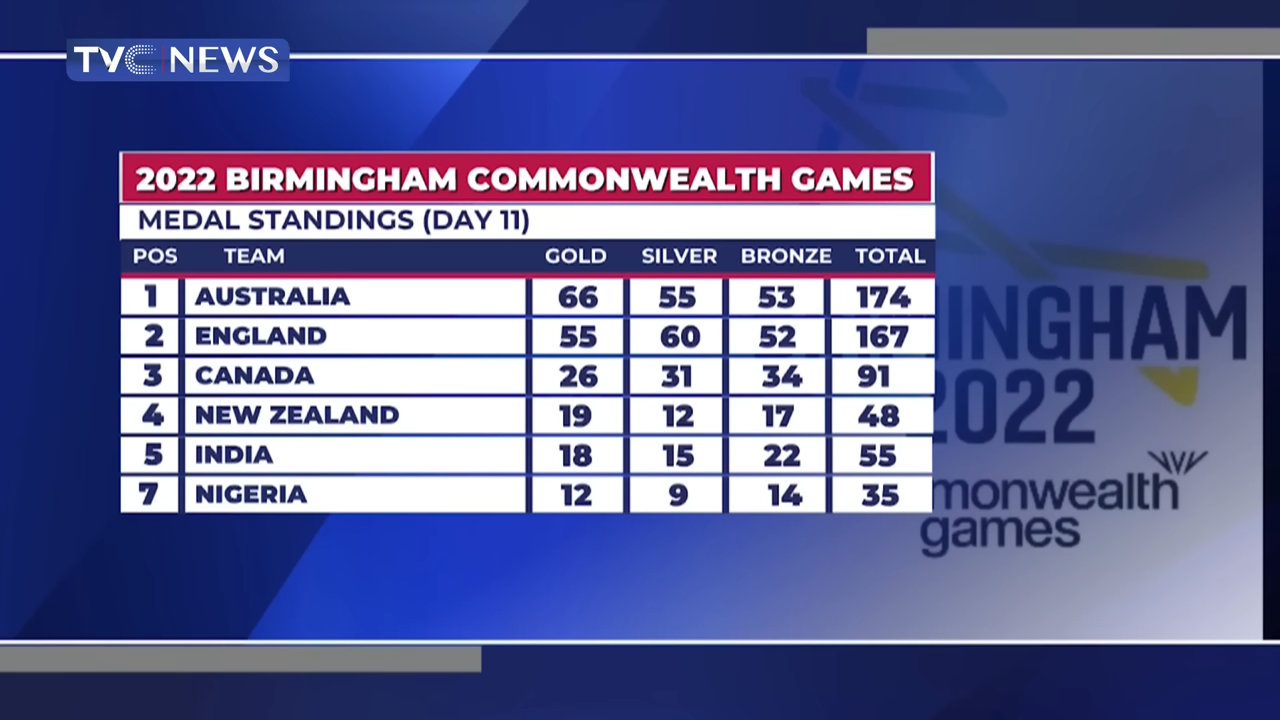 TVC NEWS
2022 BIRMINGHAM COMMONWEALTH GAMES
MEDAL STANDINGS (DAY 11)
POS TEAM GOLD SILVER BRONZE TOTAL
1 AUSTRALIA 66 55 53 174
2 ENGLAND 55 60 52 167
3 CANADA 26 31 34 91
4 NEW ZEALAND 19 12 17 48
5 INDIA 18 15 22 55
7 NIGERIA 12 9 14 35
INGHAM
2022
monwealth
games